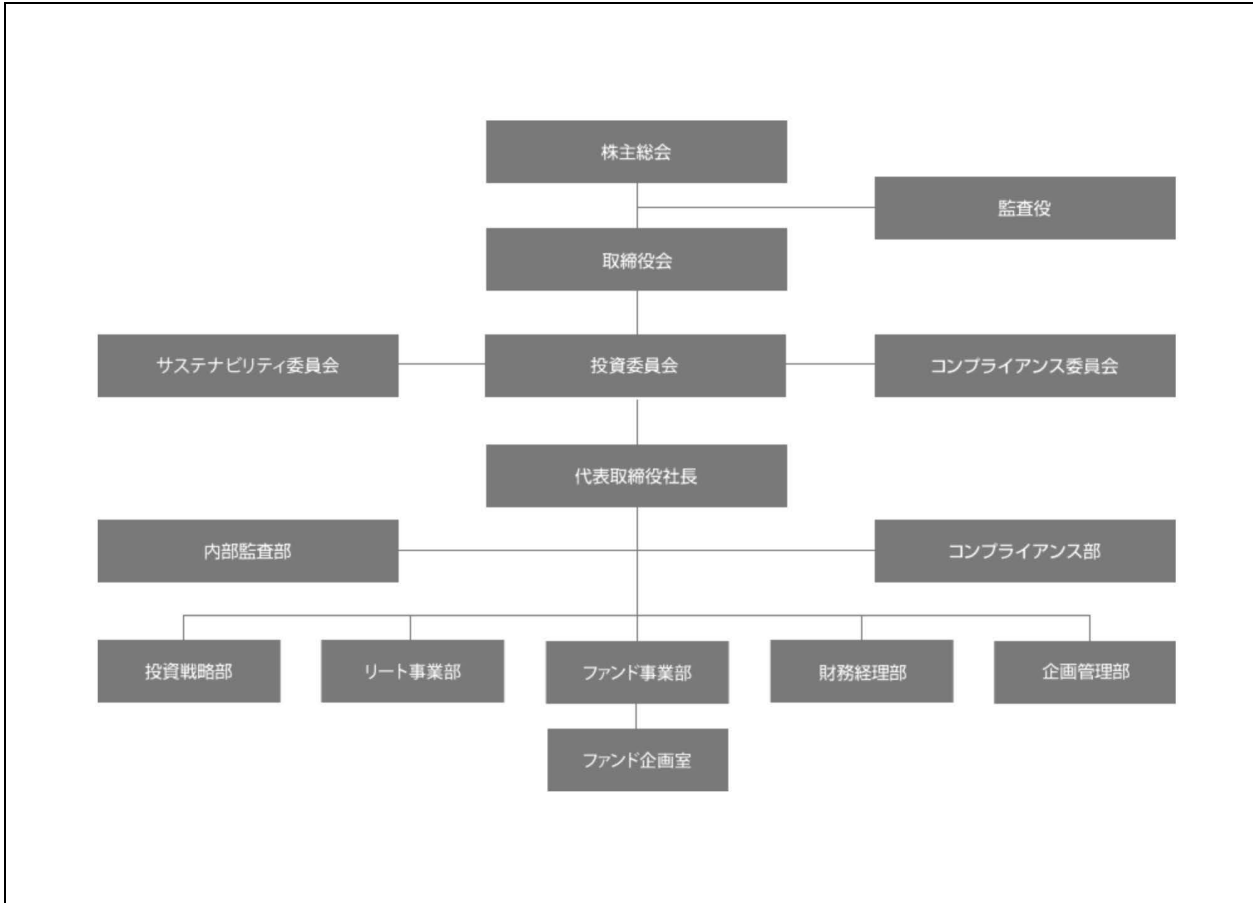 株主総会
監査役
取締役会
サステナビリティ委員会
投資委員会
コンプライアンス委員会
代表取締役社長
内部監査部
コンプライアンス部
投資戦略部
リート事業部
ファンド事業部
財務経理部
企画管理部
ファンド企画室